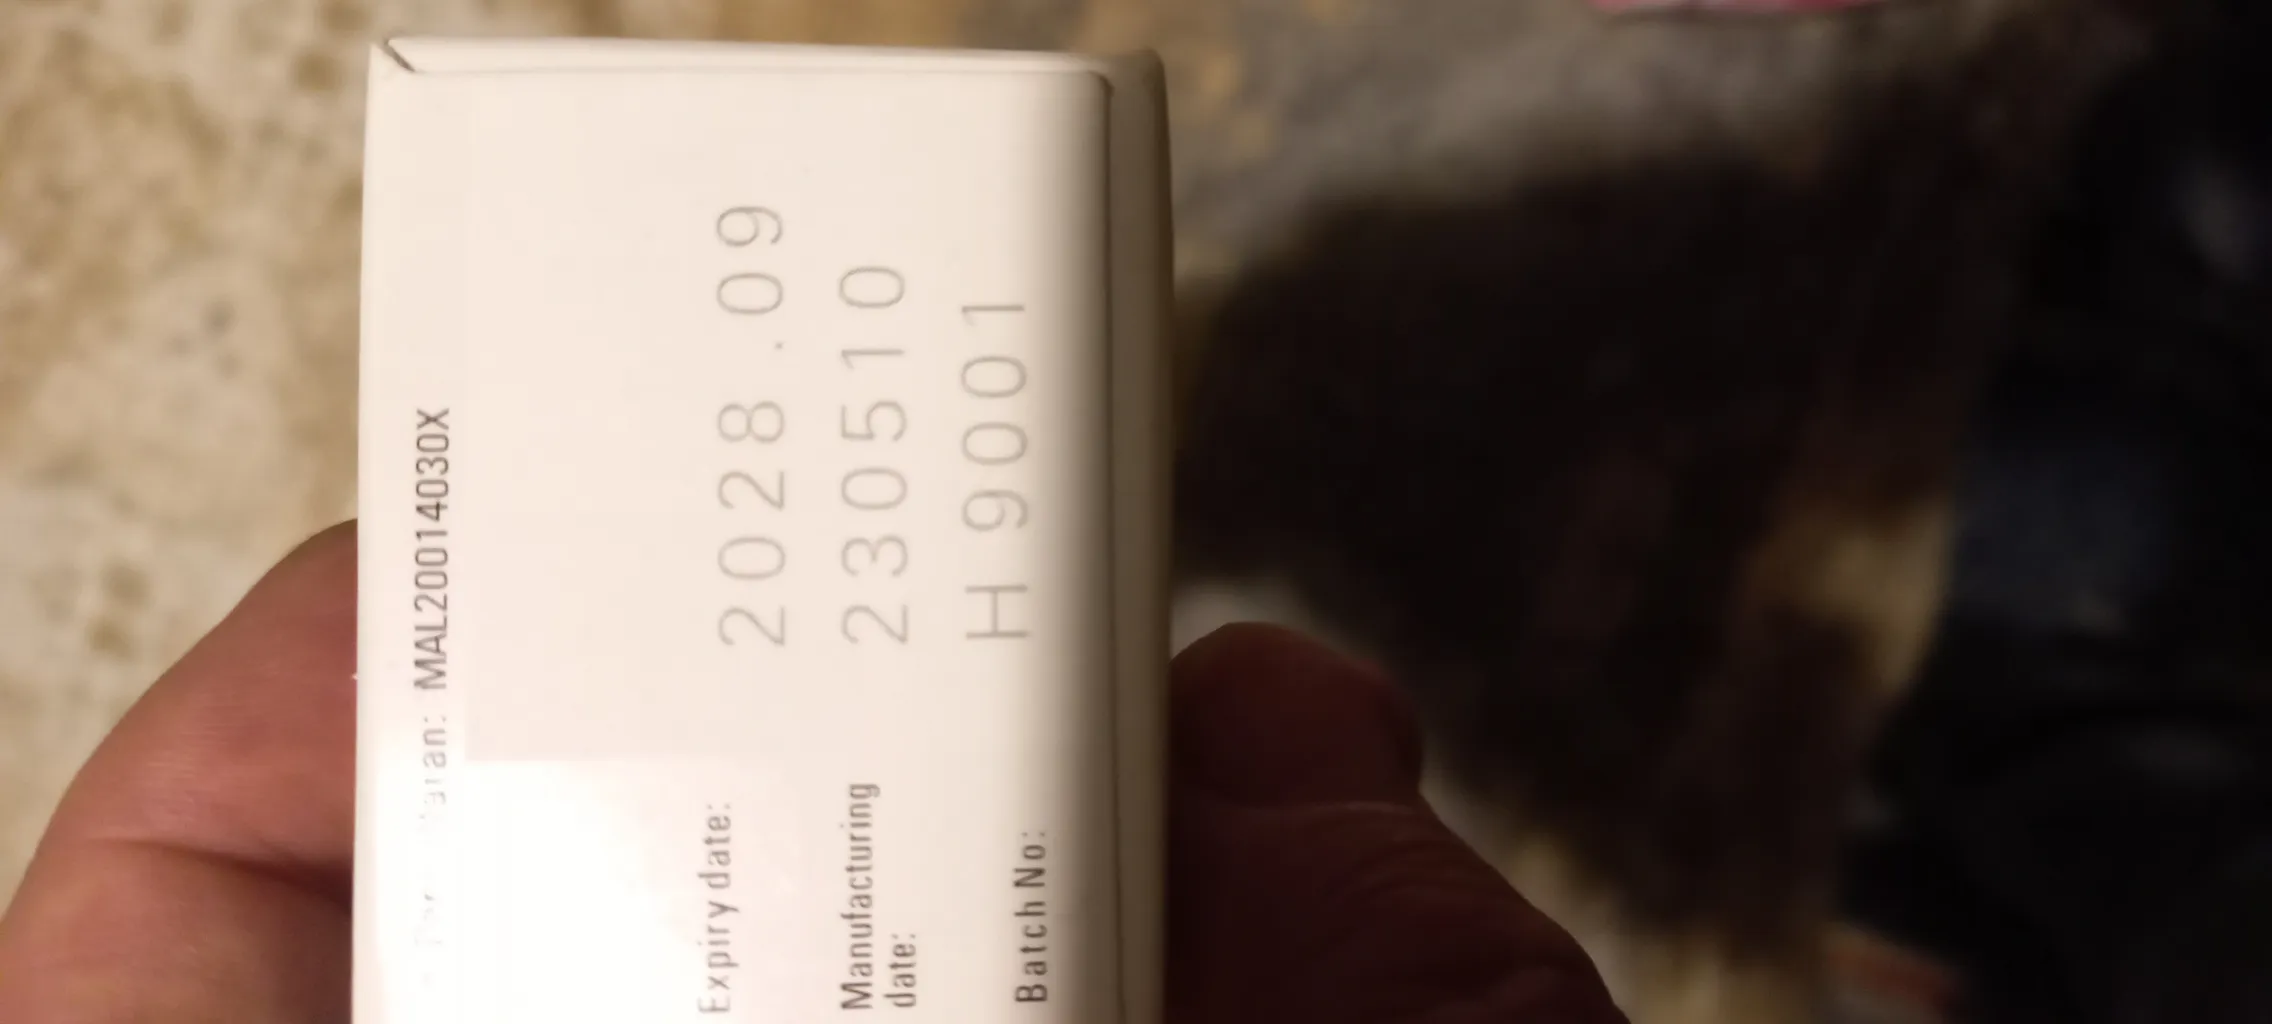 MAL20014030X
Expiry date: 2028.09
Manufacturing date: 230510
Batch No: H9001